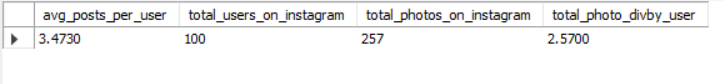 avg_posts_per_user total_users_on_instagram total_photos_on_instagram total_photo_divby_user
3.4730 100 257 2.5700